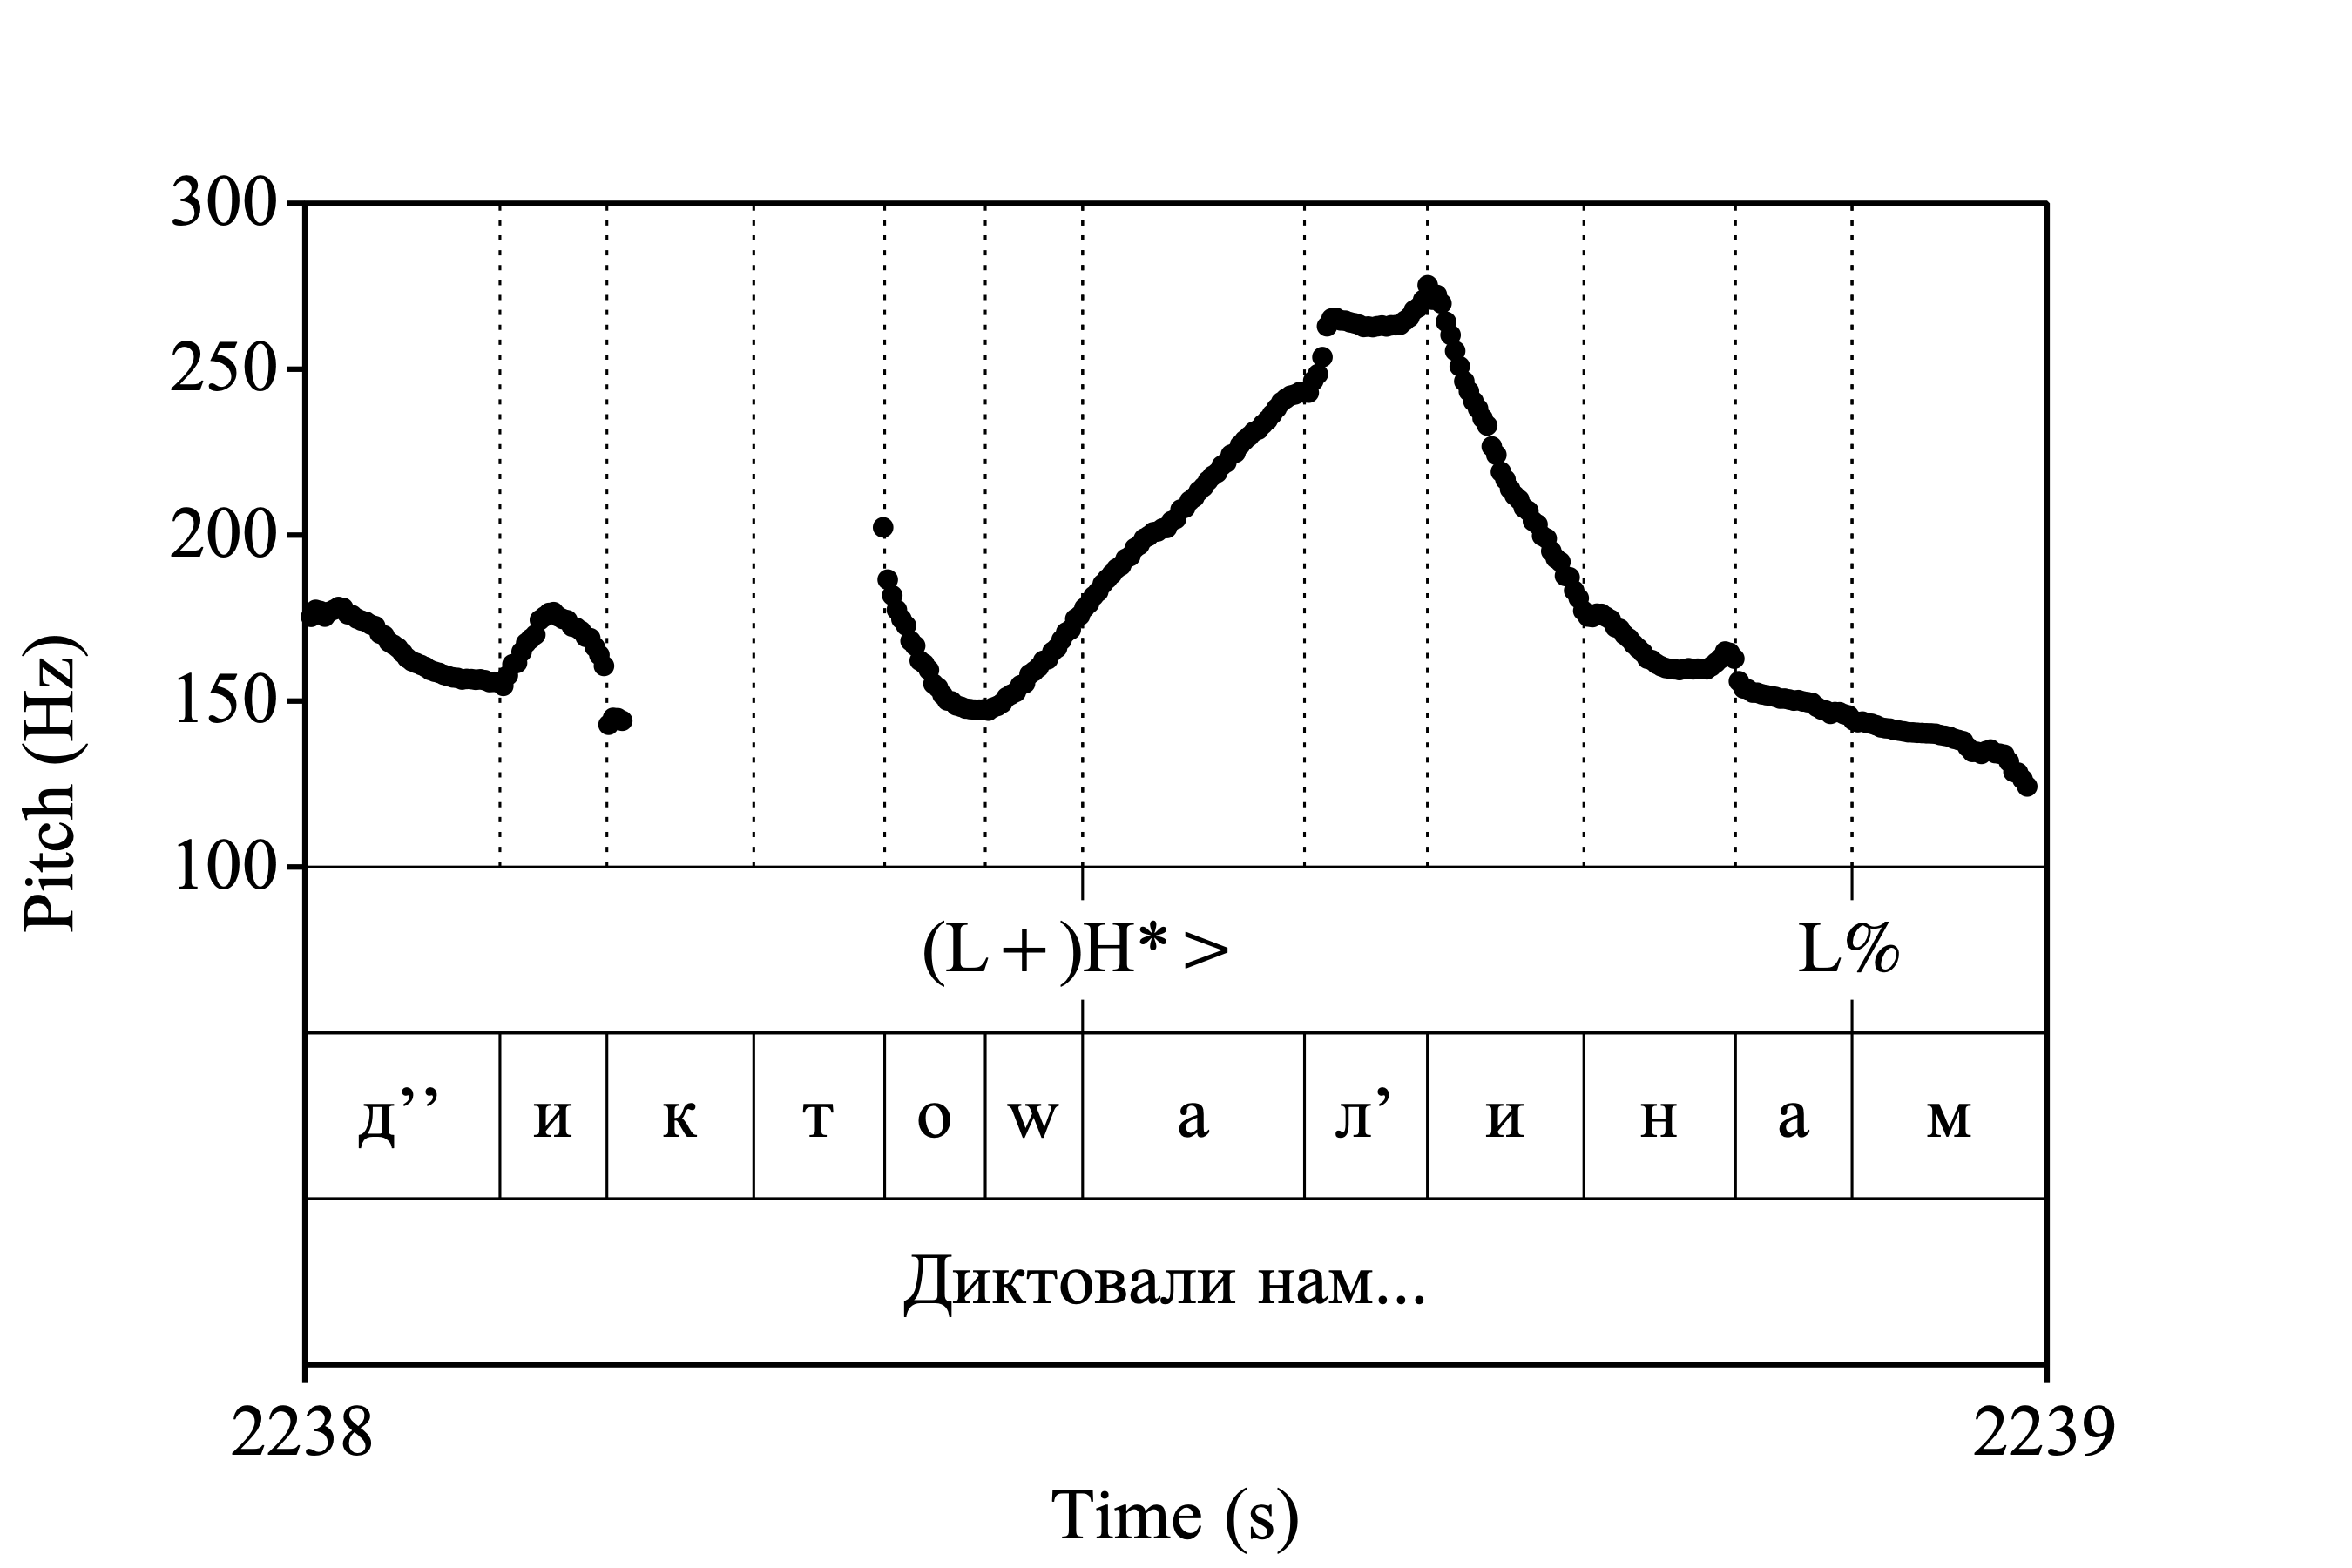 300
250
200
150
100
Pitch (Hz)
(L+)H*> L%
д’’ и к т о w а л’ и н а м
Диктовали нам...
2238 2239
Time (s)